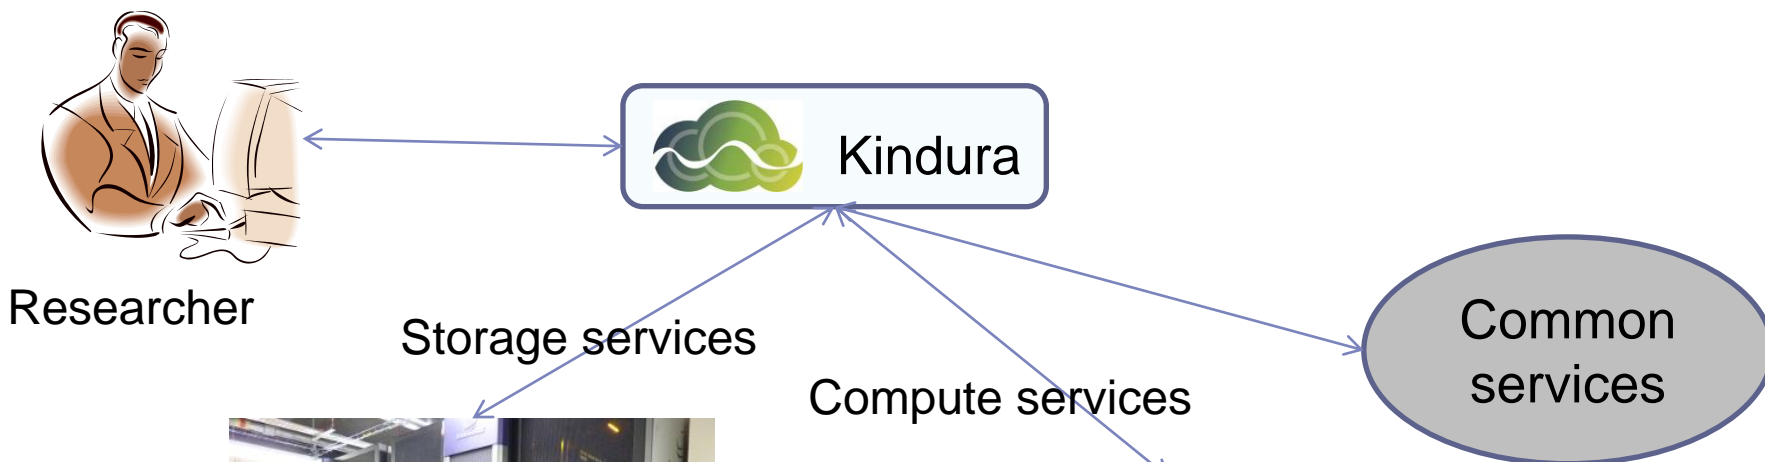 Kindura
Researcher
Storage services
Compute services
Common
services